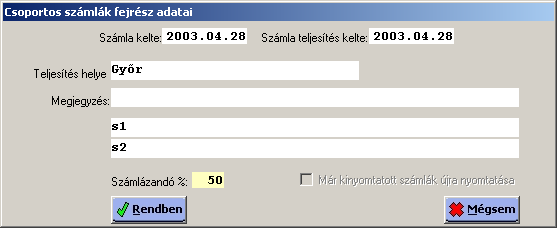 Csoportos számlák fejrész adatai
Számla kelte: 2003.04.28 Számla teljesítés kelte: 2003.04.28
Teljesítés helye Győr
Megjegyzés:
s1
s2
Számlázandó %: 50 Már kinyomtatott számlák újra nyomtatása
Rendben Mégsem